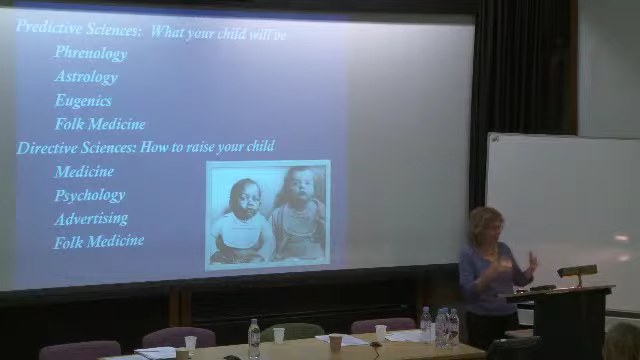 Predictive Sciences: What your child will be
Phrenology
Astrology
Eugenics
Folk Medicine
Directive Sciences: How to raise your child
Medicine
Psychology
Advertising
Folk Medicine